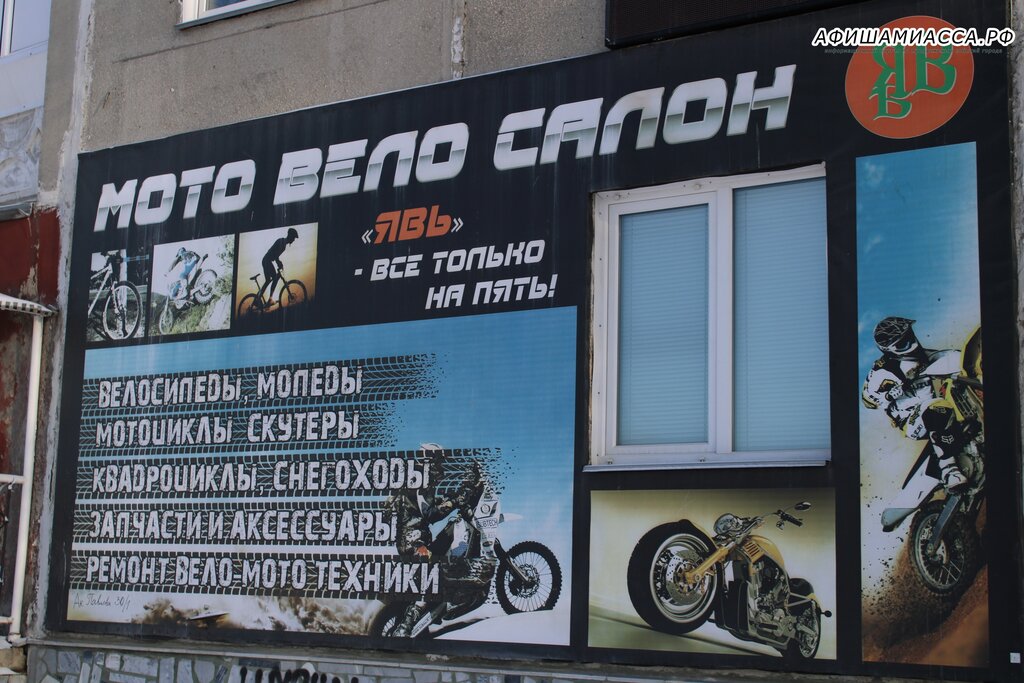 АФИШАМИАССА.РФ
ЯВВ
МОТО ВЕЛО САЛОН
«ЯВЬ»
- ВСЕ ТОЛЬКО
НА ПЯТЬ!
ВЕЛОСИПЕДЫ, МОПЕДЫ
МОТОЦИКЛЫ СКУТЕРЫ
КВАДРОЦИКЛЫ, СНЕГОХОДЫ
ЗАПЧАСТИ И АКСЕССУАРЫ
РЕМОНТ ВЕЛО-МОТО ТЕХНИКИ